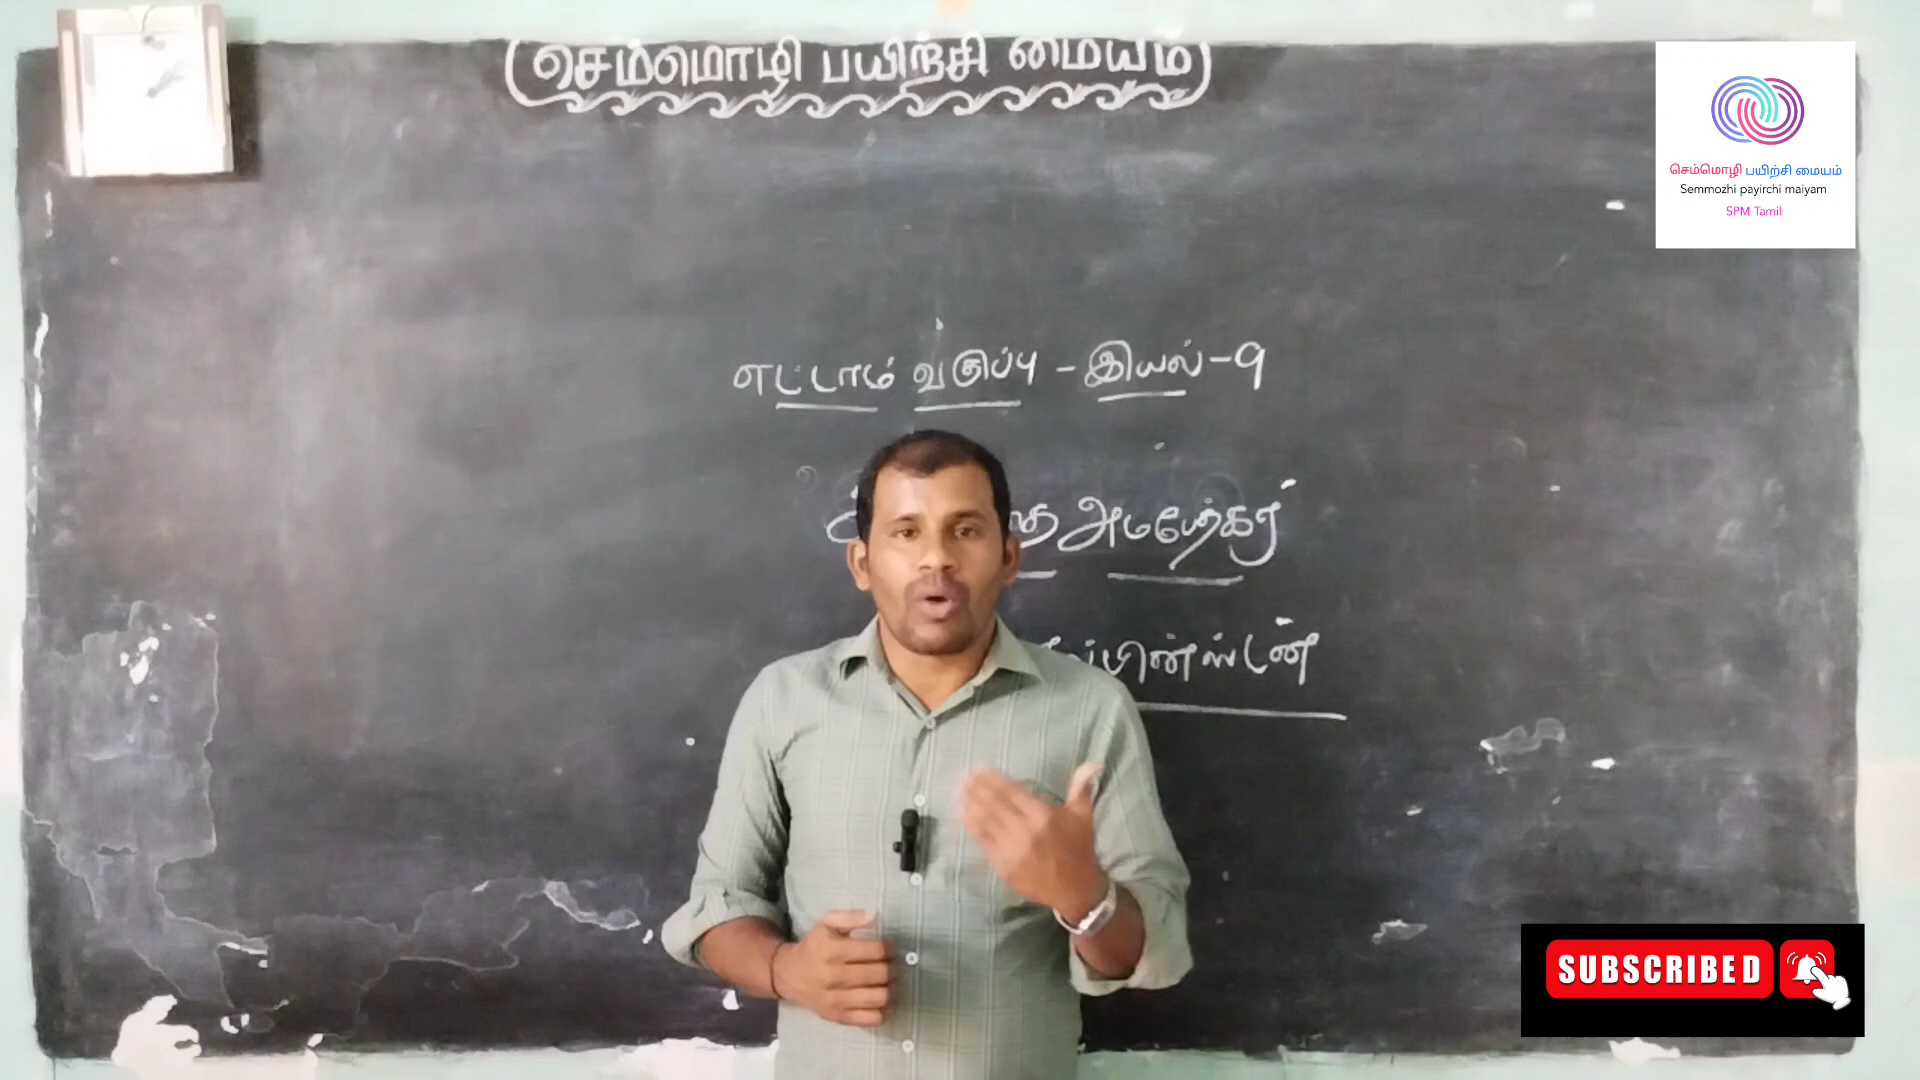 செம்மொழி பயிற்சி மையம்
செம்மொழி பயிற்சி மையம்
Semmozhi payirchi maiyam
SPM Tamil
எட்டாம் வகுப்பு - இயல் - 9
அம்பேத்கர்
SUBSCRIBED